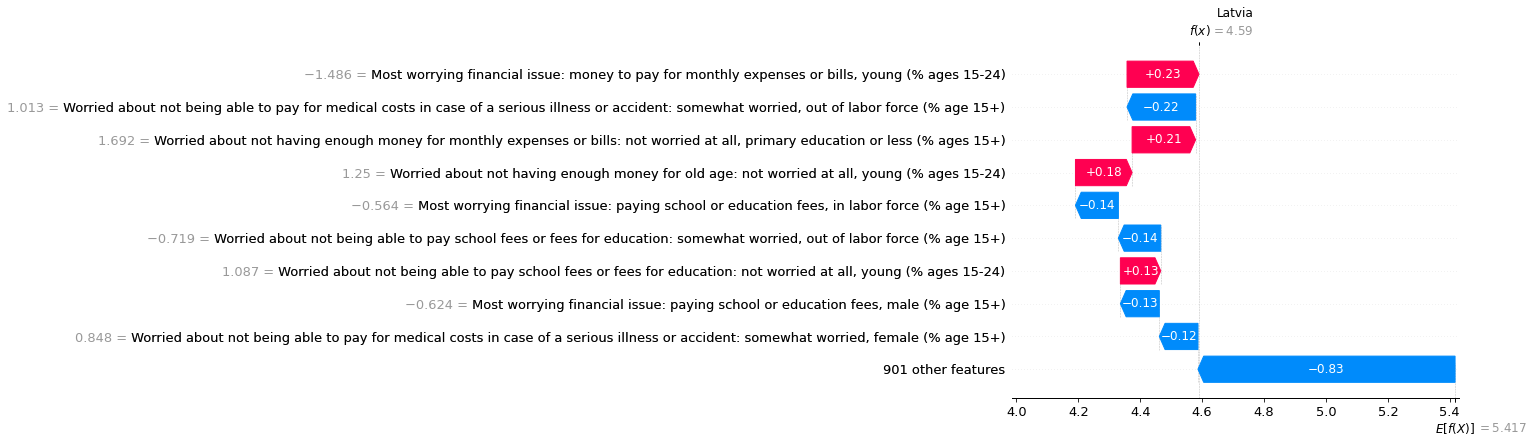 Latvia
f(x) = 4.59
−1.486 = Most worrying financial issue: money to pay for monthly expenses or bills, young (% ages 15-24)
+0.23
1.013 = Worried about not being able to pay for medical costs in case of a serious illness or accident: somewhat worried, out of labor force (% age 15+)
−0.22
1.692 = Worried about not having enough money for monthly expenses or bills: not worried at all, primary education or less (% ages 15+)
+0.21
1.25 = Worried about not having enough money for old age: not worried at all, young (% ages 15-24)
+0.18
−0.564 = Most worrying financial issue: paying school or education fees, in labor force (% age 15+)
−0.14
−0.719 = Worried about not being able to pay school fees or fees for education: somewhat worried, out of labor force (% age 15+)
−0.14
1.087 = Worried about not being able to pay school fees or fees for education: not worried at all, young (% ages 15-24)
+0.13
−0.624 = Most worrying financial issue: paying school or education fees, male (% age 15+)
−0.13
0.848 = Worried about not being able to pay for medical costs in case of a serious illness or accident: somewhat worried, female (% age 15+)
−0.12
901 other features
−0.83
4.0 4.2 4.4 4.6 4.8 5.0 5.2 5.4
E[f(X)] = 5.417